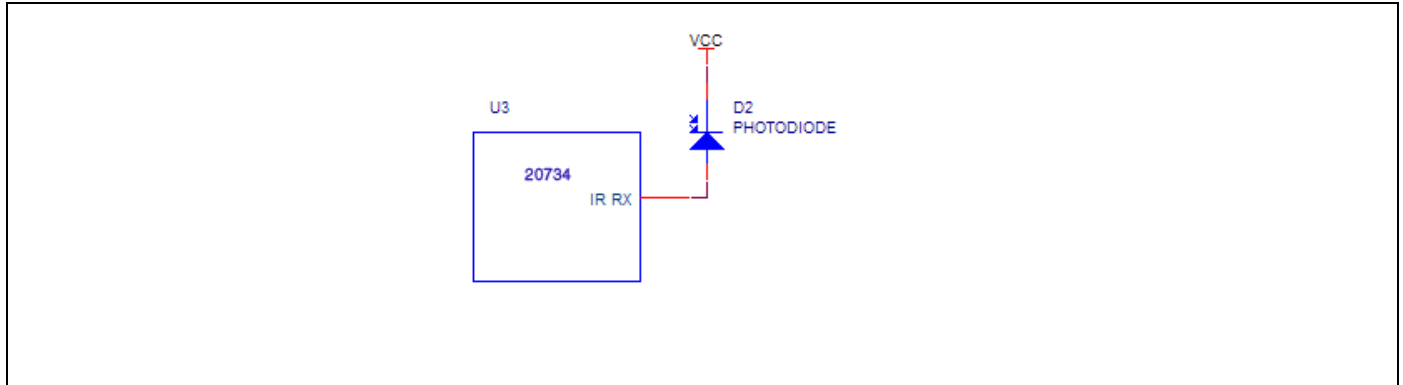 VCC
U3
D2
PHOTODIODE
20734
IR RX